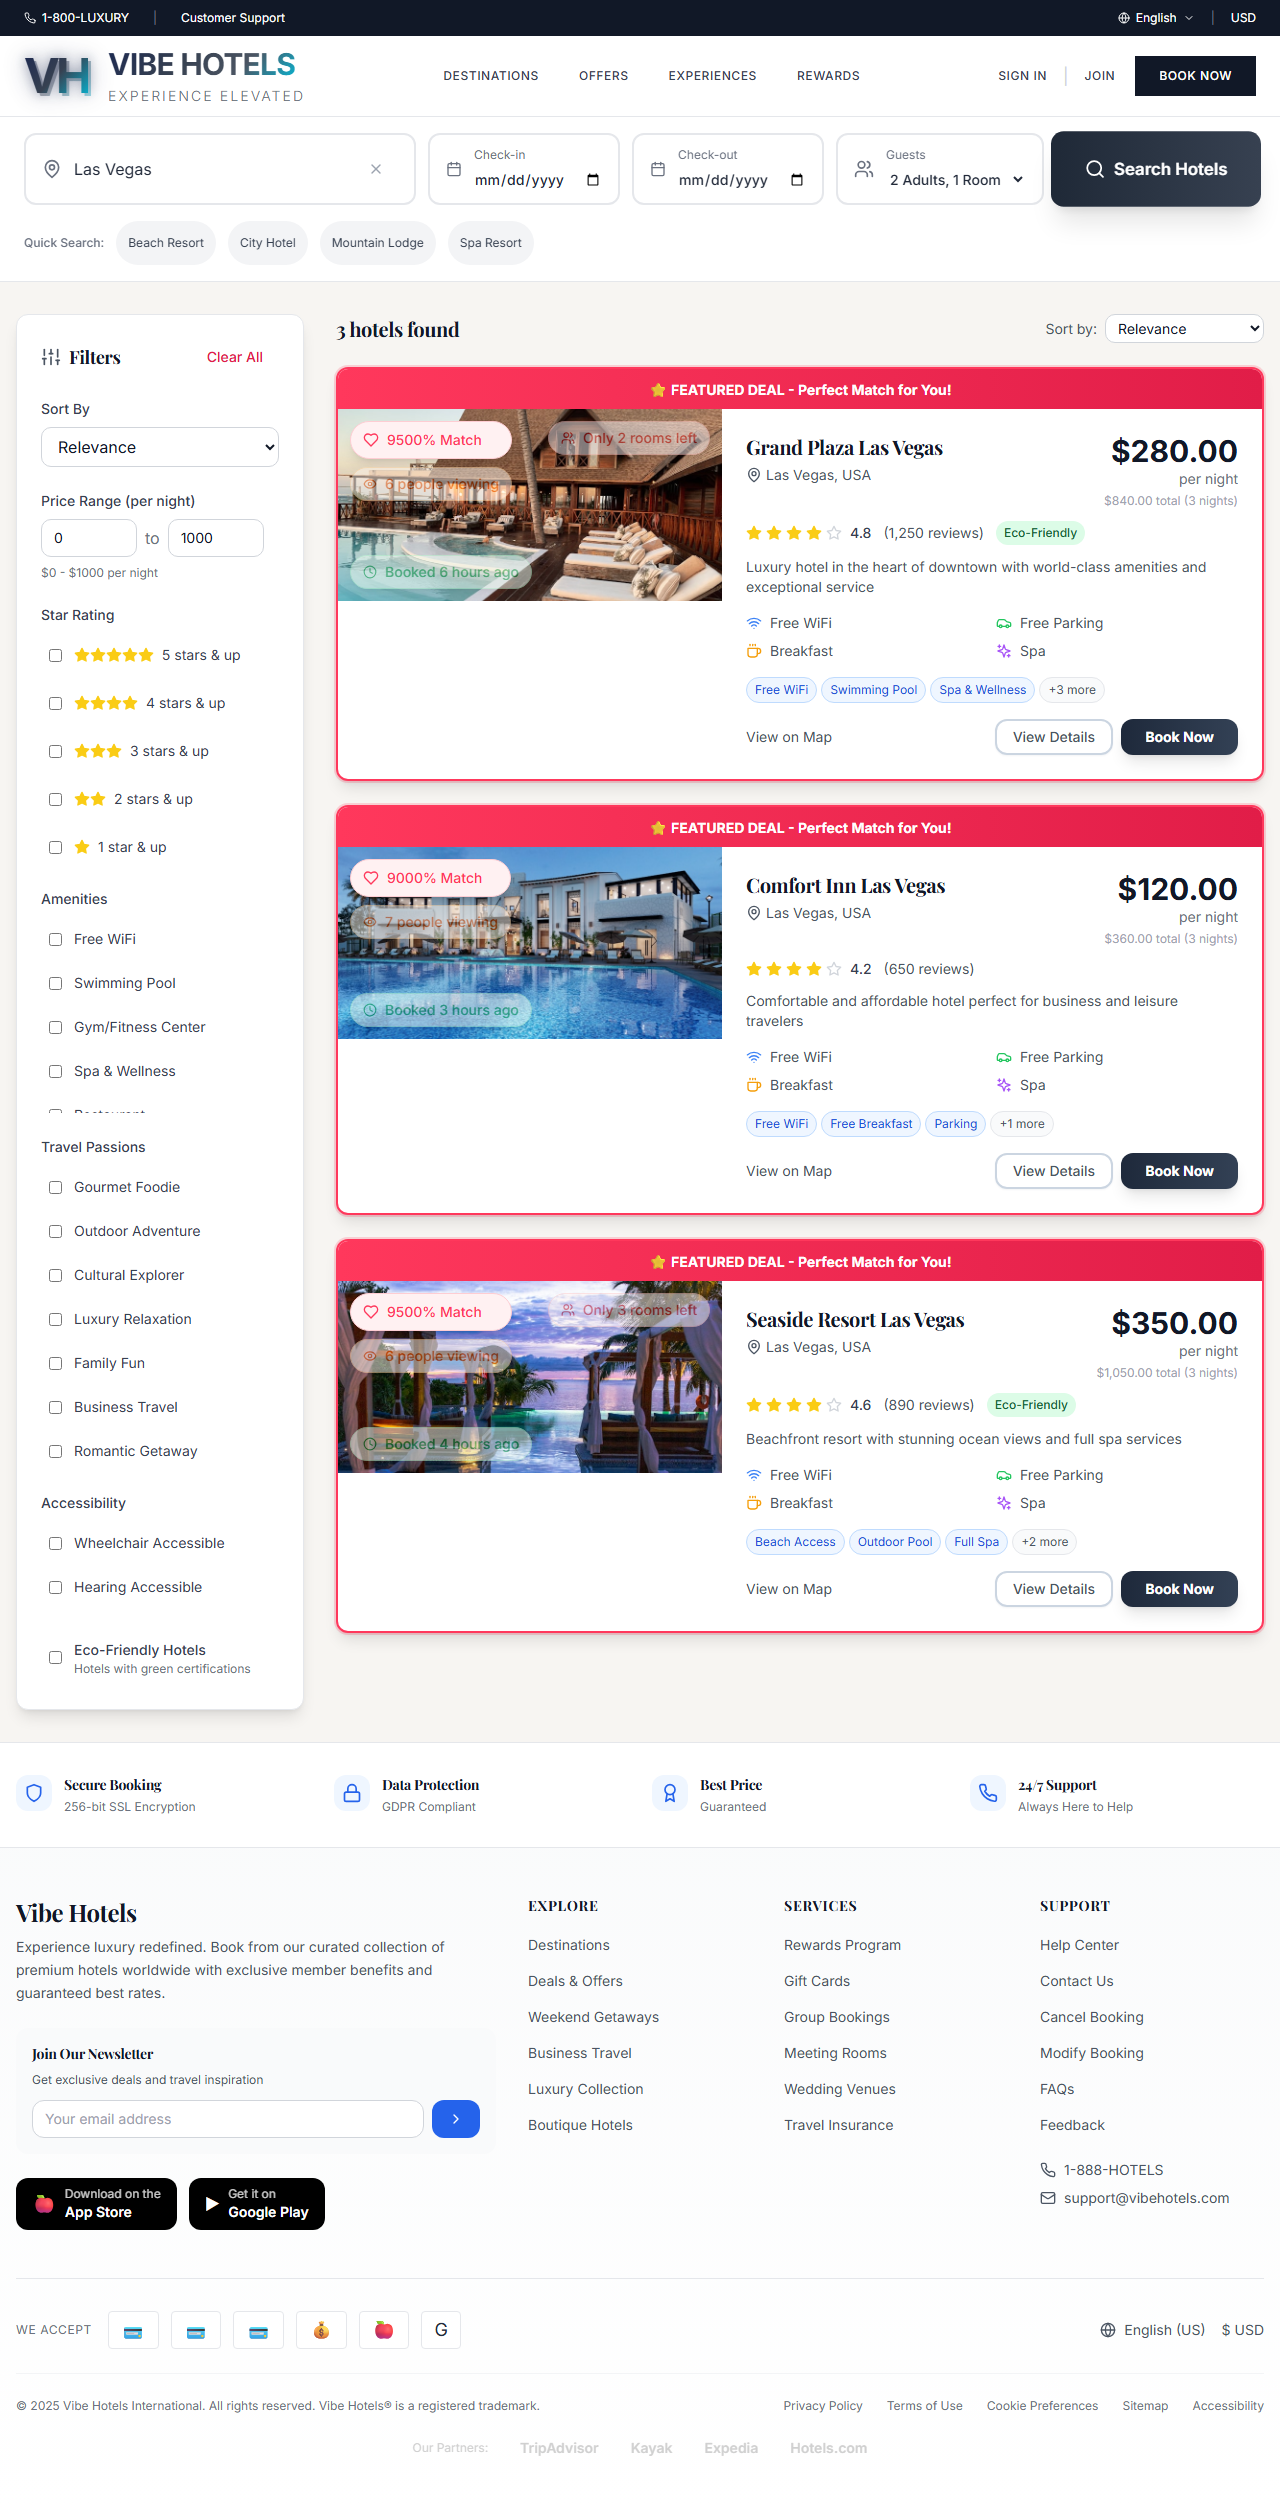 1-800-LUXURY
Customer Support
English
USD
VH
VIBE HOTELS
EXPERIENCE ELEVATED
DESTINATIONS
OFFERS
EXPERIENCES
REWARDS
SIGN IN
JOIN
BOOK NOW
Las Vegas
Check-in
mm/dd/yyyy
Check-out
mm/dd/yyyy
Guests
2 Adults, 1 Room
Search Hotels
Quick Search:
Beach Resort
City Hotel
Mountain Lodge
Spa Resort
Filters
Clear All
Sort By
Relevance
Price Range (per night)
0 to 1000
$0 - $1000 per night
Star Rating
5 stars & up
4 stars & up
3 stars & up
2 stars & up
1 star & up
Amenities
Free WiFi
Swimming Pool
Gym/Fitness Center
Spa & Wellness
Travel Passions
Gourmet Foodie
Outdoor Adventure
Cultural Explorer
Luxury Relaxation
Family Fun
Business Travel
Romantic Getaway
Accessibility
Wheelchair Accessible
Hearing Accessible
Eco-Friendly Hotels
Hotels with green certifications
3 hotels found
Sort by: Relevance
FEATURED DEAL - Perfect Match for You!
9500% Match
Only 2 rooms left
6 people viewing
Booked 6 hours ago
Grand Plaza Las Vegas
Las Vegas, USA
$280.00
per night
$840.00 total (3 nights)
4.8 (1,250 reviews) Eco-Friendly
Luxury hotel in the heart of downtown with world-class amenities and
exceptional service
Free WiFi
Free Parking
Breakfast
Spa
Free WiFi
Swimming Pool
Spa & Wellness
+3 more
View on Map
View Details
Book Now
FEATURED DEAL - Perfect Match for You!
9000% Match
7 people viewing
Booked 3 hours ago
Comfort Inn Las Vegas
Las Vegas, USA
$120.00
per night
$360.00 total (3 nights)
4.2 (650 reviews)
Comfortable and affordable hotel perfect for business and leisure
travelers
Free WiFi
Free Parking
Breakfast
Spa
Free WiFi
Free Breakfast
Parking
+1 more
View on Map
View Details
Book Now
FEATURED DEAL - Perfect Match for You!
9500% Match
Only 3 rooms left
6 people viewing
Booked 4 hours ago
Seaside Resort Las Vegas
Las Vegas, USA
$350.00
per night
$1,050.00 total (3 nights)
4.6 (890 reviews) Eco-Friendly
Beachfront resort with stunning ocean views and full spa services
Free WiFi
Free Parking
Breakfast
Spa
Beach Access
Outdoor Pool
Full Spa
+2 more
View on Map
View Details
Book Now
Secure Booking
256-bit SSL Encryption
Data Protection
GDPR Compliant
Best Price
Guaranteed
24/7 Support
Always Here to Help
Vibe Hotels
Experience luxury redefined. Book from our curated collection of
premium hotels worldwide with exclusive member benefits and
guaranteed best rates.
Join Our Newsletter
Get exclusive deals and travel inspiration
Your email address
Download on the
App Store
Get it on
Google Play
EXPLORE
Destinations
Deals & Offers
Weekend Getaways
Business Travel
Luxury Collection
Boutique Hotels
SERVICES
Rewards Program
Gift Cards
Group Bookings
Meeting Rooms
Wedding Venues
Travel Insurance
SUPPORT
Help Center
Contact Us
Cancel Booking
Modify Booking
FAQs
Feedback
1-888-HOTELS
support@vibehotels.com
WE ACCEPT
G
English (US)
$ USD
© 2025 Vibe Hotels International. All rights reserved. Vibe Hotels® is a registered trademark.
Privacy Policy
Terms of Use
Cookie Preferences
Sitemap
Accessibility
Our Partners:
TripAdvisor
Kayak
Expedia
Hotels.com